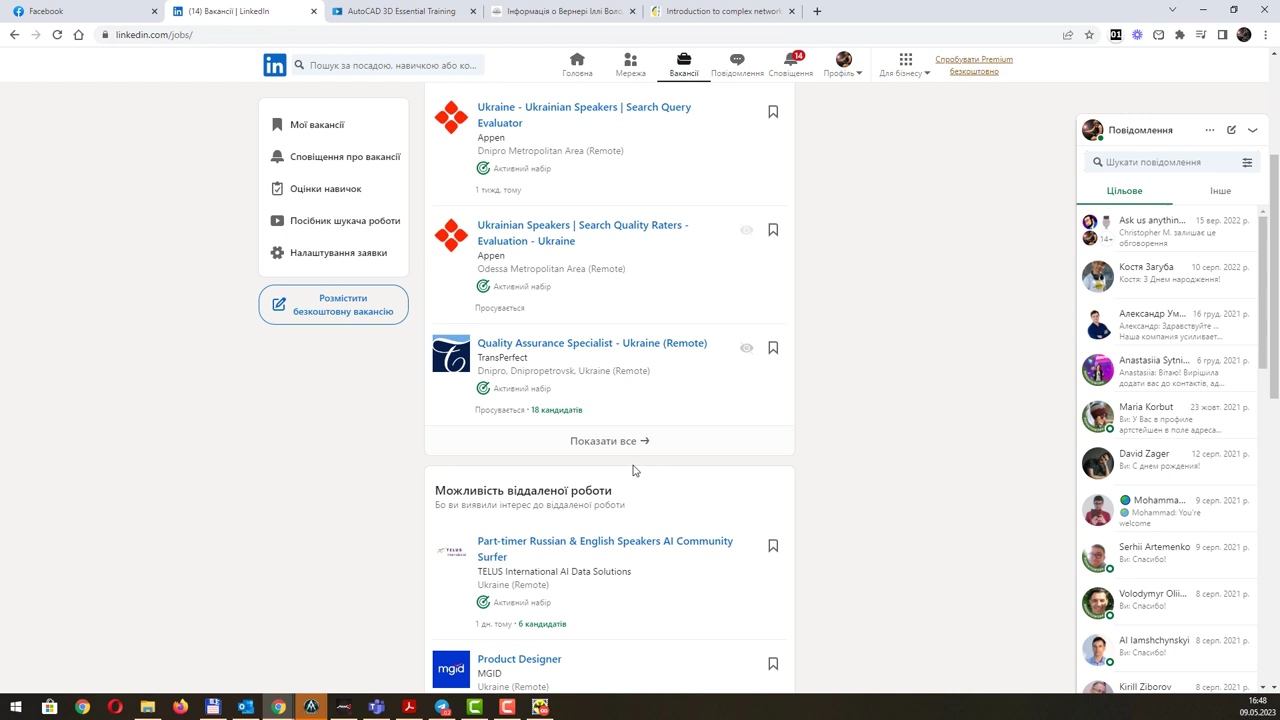 Facebook
(14) Вакансії | LinkedIn
AutoCAD 3D Essential Training
Інформація о Вернері Іллі Волод
Introduction to complex network
linkedin.com/jobs/
in
Пошук за посадою, навичкою або ко...
Головна
Мережа
Вакансії
Повідомлення
14
Сповіщення
Профіль
Для бізнесу
Спробувати Premium
безкоштовно
Мої вакансії
Сповіщення про вакансії
Оцінки навичок
Посібник шукача роботи
Налаштування заявки
Розмістити
безкоштовну вакансію
Ukraine - Ukrainian Speakers | Search Query
Evaluator
Appen
Dnipro Metropolitan Area (Remote)
Активний набір
1 тижд. тому
Ukrainian Speakers | Search Quality Raters -
Evaluation - Ukraine
Appen
Odessa Metropolitan Area (Remote)
Активний набір
Просувається
Quality Assurance Specialist - Ukraine (Remote)
TransPerfect
Dnipro, Dnipropetrovsk, Ukraine (Remote)
Активний набір
Просувається · 18 кандидатів
Показати все →
Можливість віддаленої роботи
Бо ви виявили інтерес до віддаленої роботи
TELUS
Part-timer Russian & English Speakers AI Community
Surfer
TELUS International AI Data Solutions
Ukraine (Remote)
Активний набір
1 дн. тому · 6 кандидатів
mgid
Product Designer
MGID
Ukraine (Remote)
Повідомлення
Шукати повідомлення
Цільове
Інше
14+
Ask us anythin... 15 вер. 2022 р.
Christopher M. залишає це
обговорення
Костя Загуба 10 серп. 2022 р.
Костя: З Днем народження!
Александр Ум... 16 груд. 2021 р.
Александр: Здравствуйте ...
Наша компания усиливает...
Anastasiia Sytni... 6 груд. 2021 р.
Anastasiia: Вітаю! Вирішила
додати вас до контактів, ад...
Maria Korbut 23 жовт. 2021 р.
Ви: У Вас в профиле
артстейшен в поле адреса...
David Zager 12 серп. 2021 р.
Ви: С днем рождения!
Mohamma... 9 серп. 2021 р.
Mohammad: You're
welcome
Serhii Artemenko 9 серп. 2021 р.
Ви: Спасибо!
Volodymyr Olii... 8 серп. 2021 р.
Ви: Спасибо!
Al Iamshchynskyi 8 серп. 2021 р.
Ви: Спасибо!
Kirill Ziborov 8 серп. 2021 р.
16:48
09.05.2023